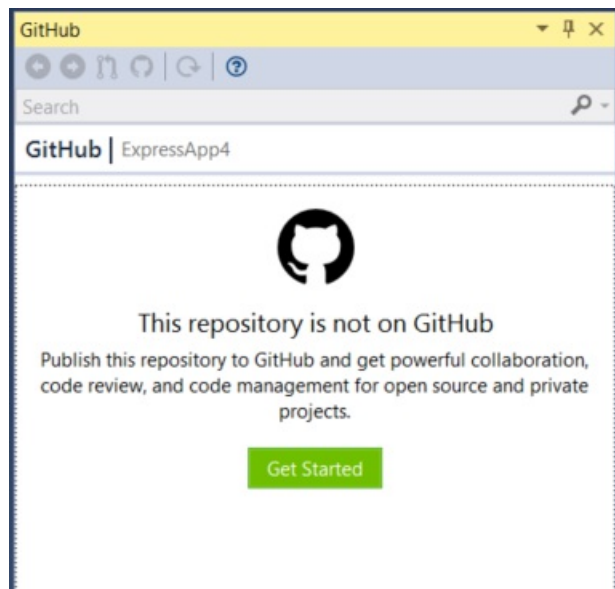 GitHub
Search
GitHub | ExpressApp4
This repository is not on GitHub
Publish this repository to GitHub and get powerful collaboration,
code review, and code management for open source and private
projects.
Get Started